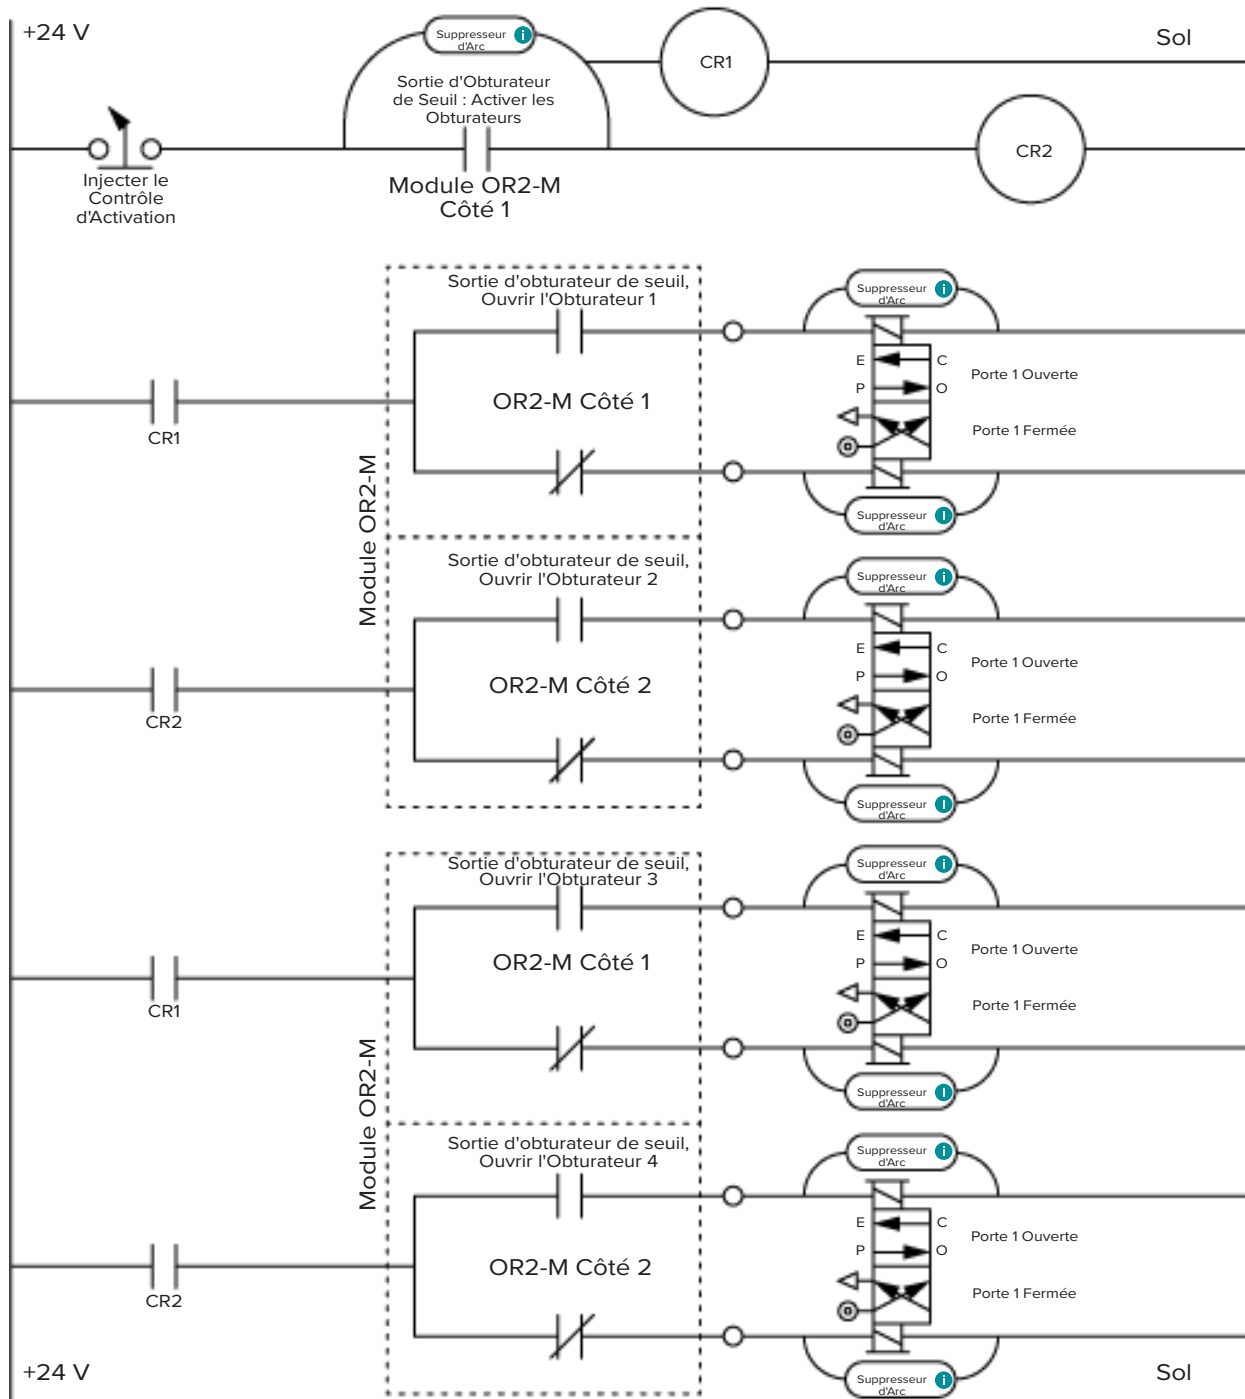 +24 V
Sol
Suppresseur
d'Arc
i
CR1
Sortie d'Obturateur
de Seuil : Activer les
Obturateurs
CR2
Injecter le
Contrôle
d'Activation
Module OR2-M
Côté 1
Sortie d'obturateur de seuil,
Ouvrir l'Obturateur 1
Suppresseur
d'Arc
i
E
C
Porte 1 Ouverte
P
O
OR2-M Côté 1
CR1
Porte 1 Fermée
Module OR2-M
Suppresseur
d'Arc
I
Sortie d'obturateur de seuil,
Ouvrir l'Obturateur 2
Suppresseur
d'Arc
i
E
C
Porte 1 Ouverte
P
O
OR2-M Côté 2
CR2
Porte 1 Fermée
Suppresseur
d'Arc
I
Sortie d'obturateur de seuil,
Ouvrir l'Obturateur 3
Suppresseur
d'Arc
i
E
C
Porte 1 Ouverte
P
O
OR2-M Côté 1
CR1
Porte 1 Fermée
Module OR2-M
Suppresseur
d'Arc
I
Sortie d'obturateur de seuil,
Ouvrir l'Obturateur 4
Suppresseur
d'Arc
i
E
C
Porte 1 Ouverte
P
O
OR2-M Côté 2
CR2
Porte 1 Fermée
+24 V
Suppresseur
d'Arc
i
Sol